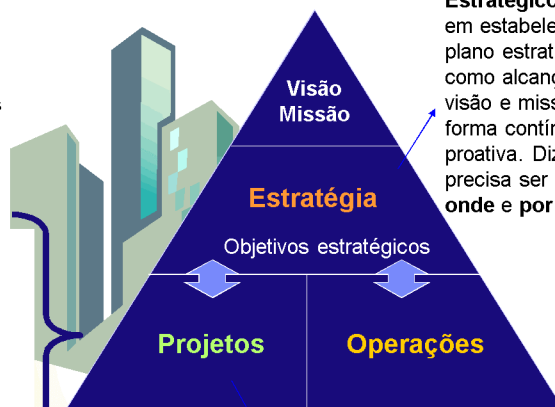 Visão
Missão
Estratégia
Objetivos estratégicos
Projetos
Operações
Estratégico
em estabele
plano estrat
como alcanç
visão e miss
forma contín
proativa. Diz
precisa ser
onde e por